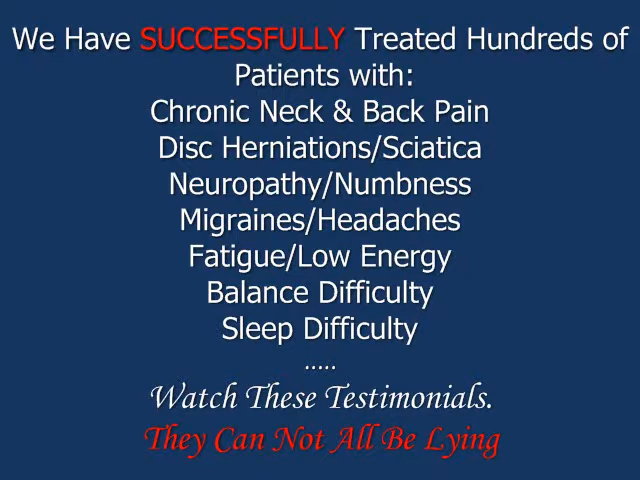 We Have SUCCESSFULLY Treated Hundreds of
Patients with:
Chronic Neck & Back Pain
Disc Herniations/Sciatica
Neuropathy/Numbness
Migraines/Headaches
Fatigue/Low Energy
Balance Difficulty
Sleep Difficulty
.....
Watch These Testimonials.
They Can Not All Be Lying